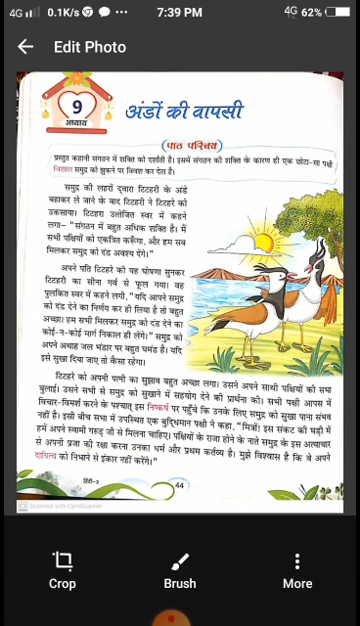 4G 0.1K/s ... 7:39 PM 4G 62%
Edit Photo
9
अध्याय
अंडों की वापसी
(पाठ परिचय)
प्रस्तुत कहानी संगठन में शक्ति को दर्शाती है। इसमें संगठन की शक्ति के कारण ही एक छोटा-सा पक्षी
विशाल समुद्र को झुकने पर विवश कर देता है।
समुद्र की लहरों द्वारा टिटहरी के अंडे
बहाकर ले जाने के बाद टिटहरी ने टिटहरे को
उकसाया। टिटहरा उत्तेजित स्वर में कहने
लगा– “संगठन में बहुत अधिक शक्ति है। मैं
सभी पक्षियों को एकत्रित करूँगा, और हम सब
मिलकर समुद्र को दंड अवश्य देंगे।”
अपने पति टिटहरे की यह घोषणा सुनकर
टिटहरी का सीना गर्व से फूल गया। वह
पुलकित स्वर में कहने लगी, “यदि आपने समुद्र
को दंड देने का निर्णय कर ही लिया है तो बहुत
अच्छा। हम सभी मिलकर समुद्र को दंड देने का
कोई-न-कोई मार्ग निकाल ही लेंगे।” समुद्र को
अपने अथाह जल भंडार पर बहुत घमंड है। यदि
इसे सुखा दिया जाए तो कैसा रहेगा।
टिटहरे को अपनी पत्नी का सुझाव बहुत अच्छा लगा। उसने अपने साथी पक्षियों की सभा
बुलाई। उसने सभी से समुद्र को सुखाने में सहयोग देने की प्रार्थना की। सभी पक्षी आपस में
विचार-विमर्श करने के पश्चात् इस निष्कर्ष पर पहुँचे कि उनके लिए समुद्र को सुखा पाना संभव
नहीं है। इसी बीच सभा में उपस्थित एक बुद्धिमान पक्षी ने कहा, “मित्रों! इस संकट की घड़ी में
हमें अपने स्वामी गरुड़ जी से मिलना चाहिए। पक्षियों के राजा होने के नाते समुद्र के इस अत्याचार
से अपनी प्रजा की रक्षा करना उनका धर्म और प्रथम कर्तव्य है। मुझे विश्वास है कि वे अपने
दायित्व को निभाने से इंकार नहीं करेंगे।”
हिंदी-3
44
CS Scanned with CamScanner
Crop
Brush
More